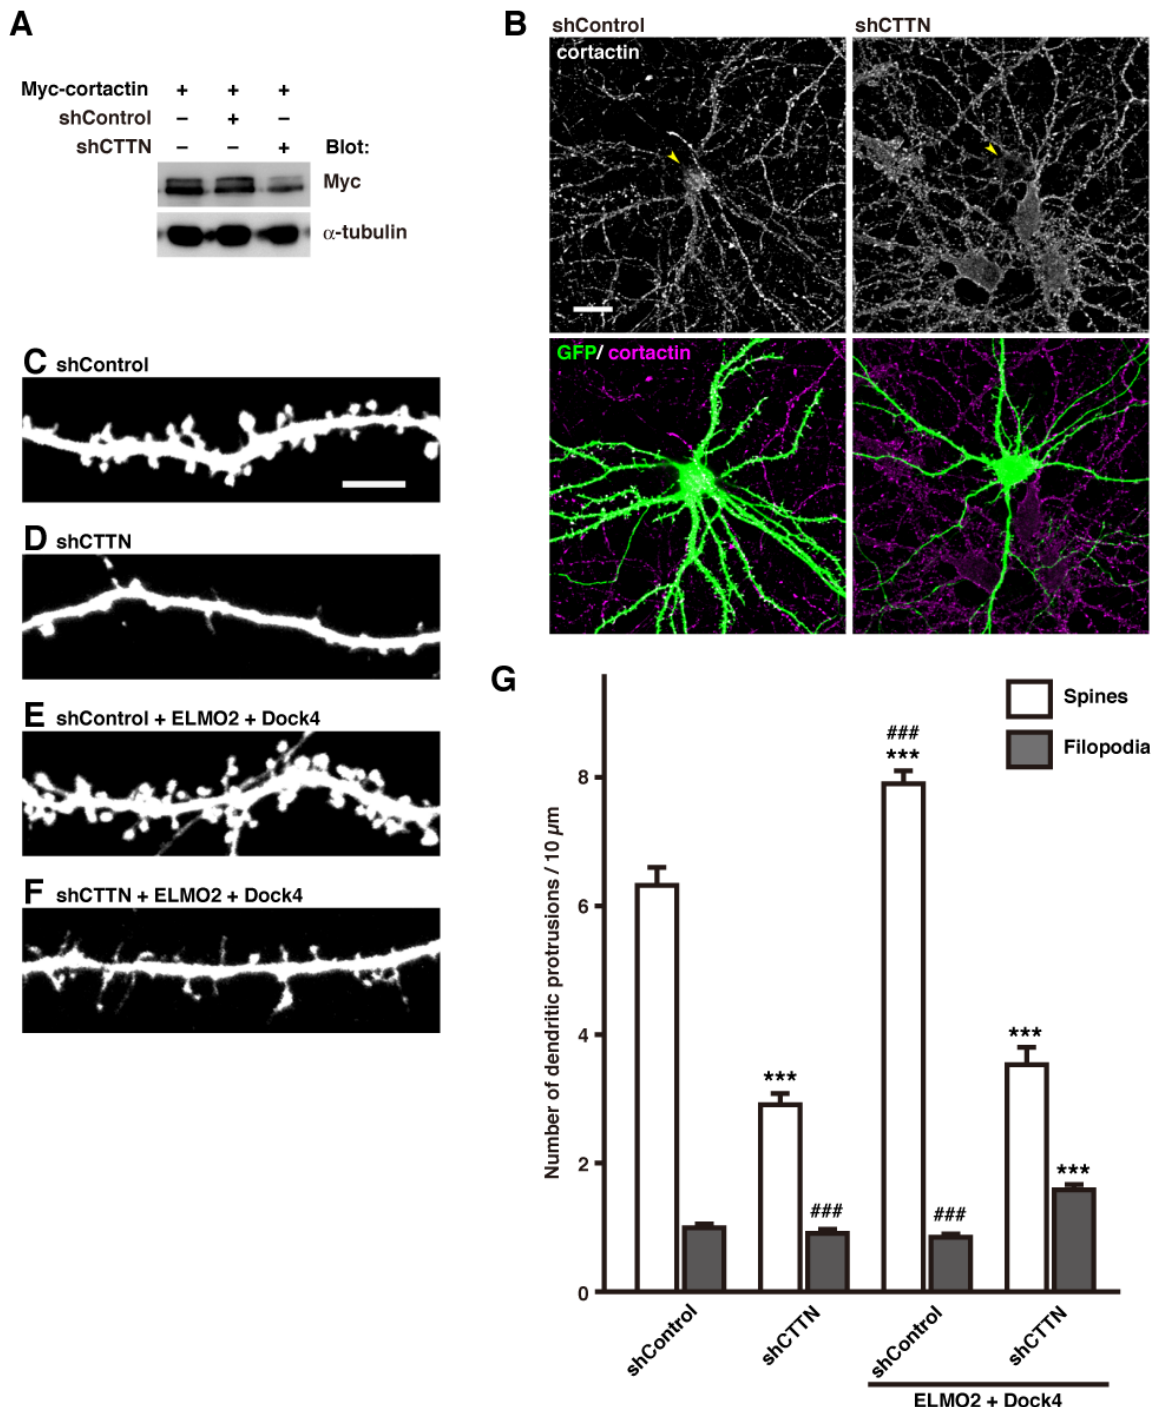 A
Myc-cortactin + + +
shControl – + –
shCTTN – – + Blot:
Myc
α-tubulin
B
shControl
cortactin
shCTTN
GFP/ cortactin
C shControl
D shCTTN
E shControl + ELMO2 + Dock4
F shCTTN + ELMO2 + Dock4
G
Spines
Filopodia
Number of dendritic protrusions / 10 µm
8
6
4
2
0
***
###
###
***
###
***
***
shControl
shCTTN
shControl
shCTTN
ELMO2 + Dock4